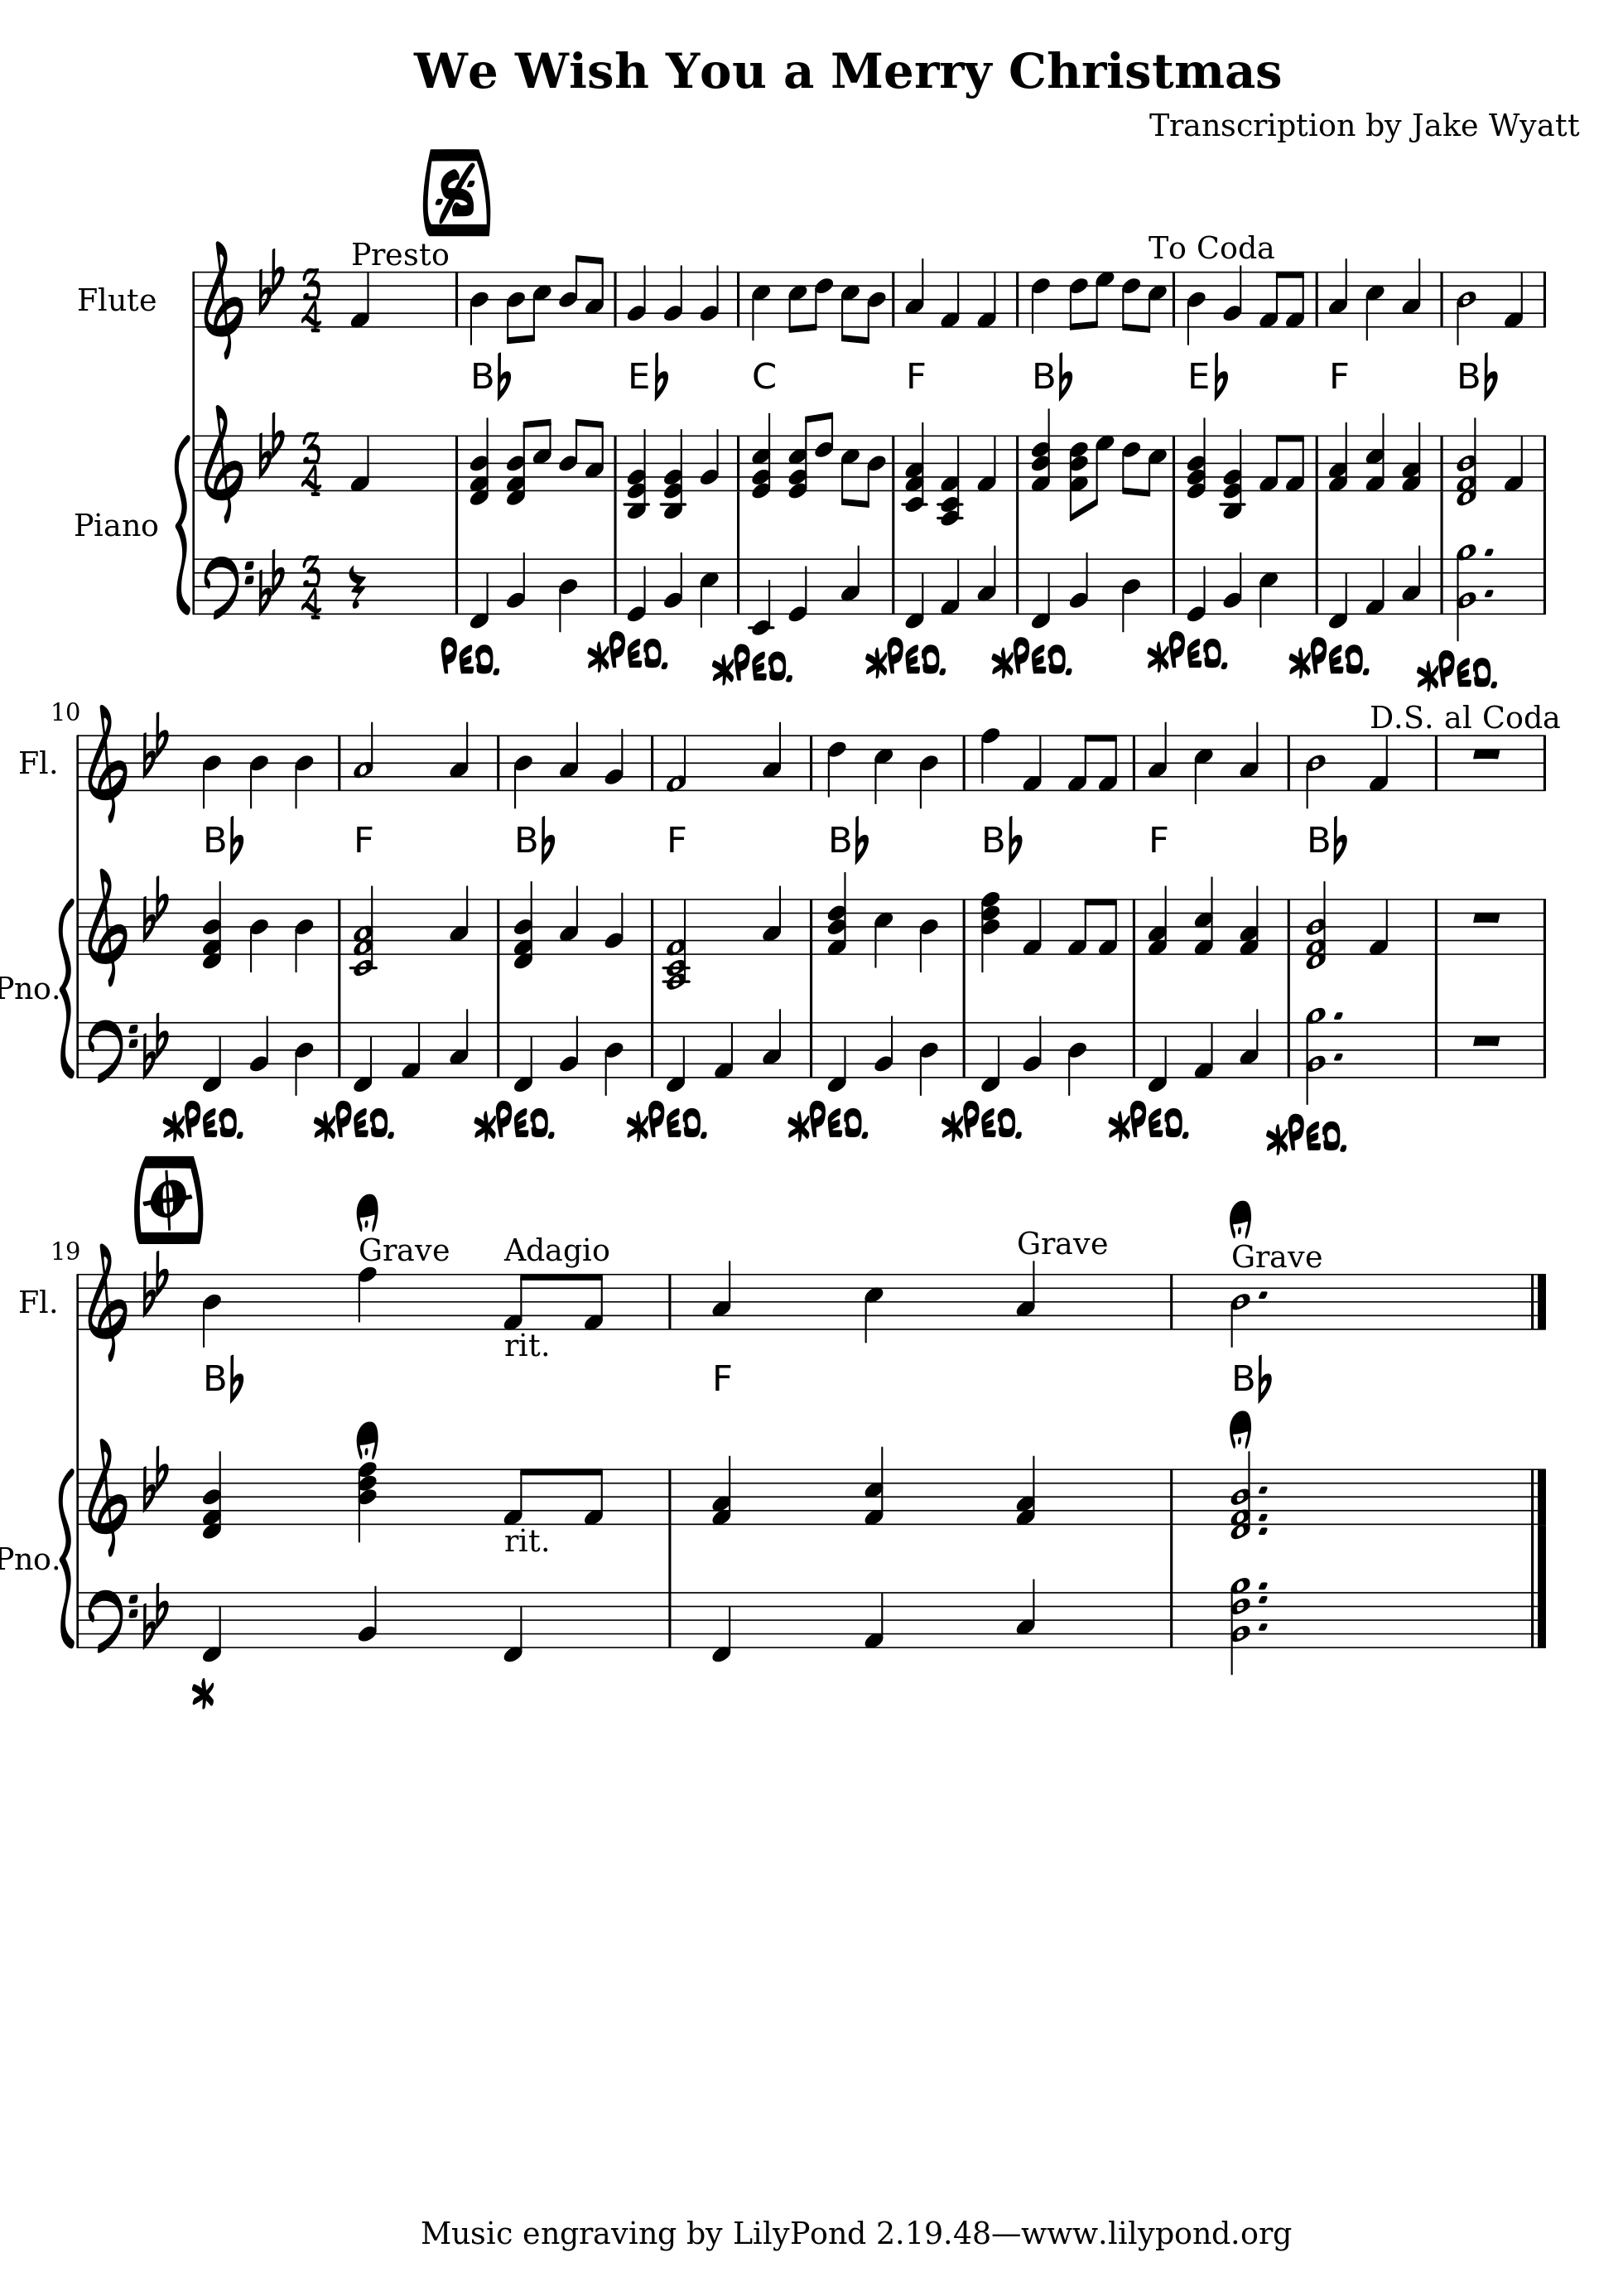 We Wish You a Merry Christmas
Transcription by Jake Wyatt
Presto
To Coda
Flute
3/4
B♭ E♭ C F B♭ E♭ F B♭
3/4
Piano
3/4
Ped. *Ped. *Ped. *Ped. *Ped. *Ped. *Ped. *Ped.
10
D.S. al Coda
Fl.
B♭ F B♭ F B♭ B♭ F B♭
Pno.
*Ped. *Ped. *Ped. *Ped. *Ped. *Ped. *Ped. *Ped.
19
Grave Adagio Grave Grave
Fl.
rit.
B♭ F B♭
rit.
Pno.
*
Music engraving by LilyPond 2.19.48—www.lilypond.org